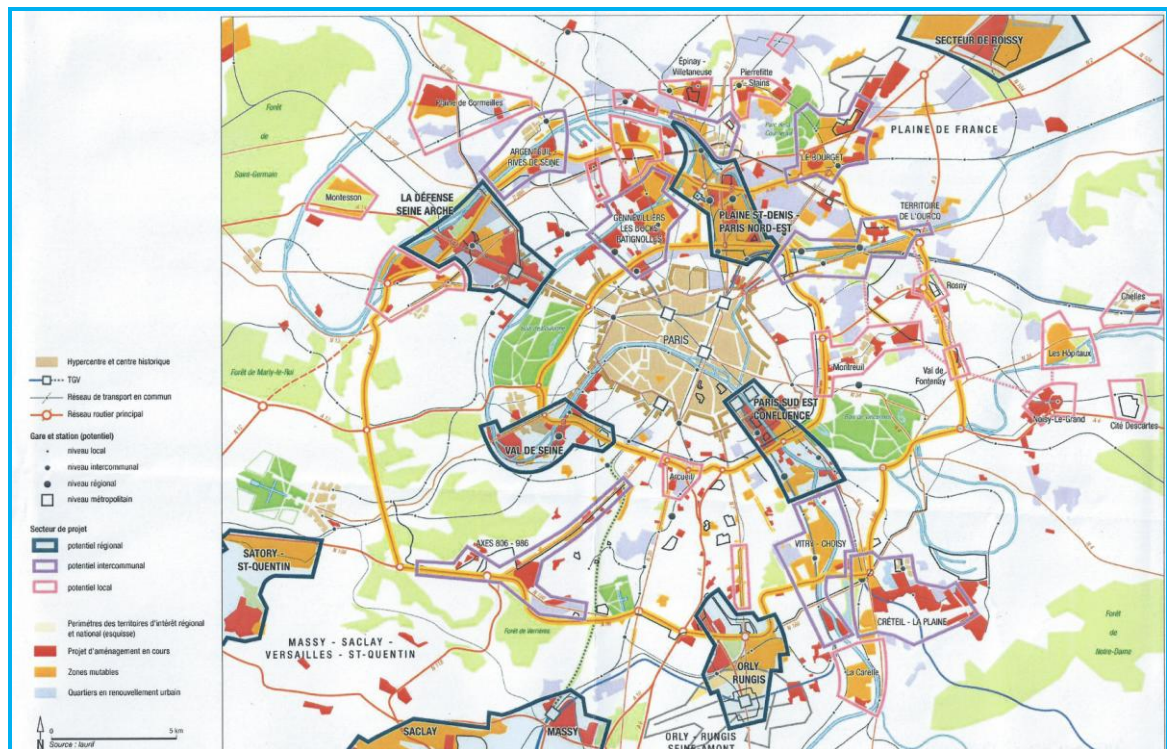 SECTEUR DE ROISSY
Épinay -
Villetaneuse
Pierrefitte
- Stains
Plaine de Cormeilles
PLAINE DE FRANCE
Forêt
de
Saint-Germain
ARGENTEUIL
RIVES DE SEINE
LE BOURGET
Montesson
LA DÉFENSE
SEINE ARCHE
GENNEVILLIERS
LES DOCKS
BATIGNOLLES
PLAINE ST-DENIS -
PARIS NORD-EST
TERRITOIRE
DE L'OURCQ
Rosny
Chelles
PARIS
Les Hôpitaux
Montreuil
Val de
Fontenay
Forêt de Marly-le-Roi
PARIS SUD EST
CONFLUENCE
Noisy-Le-Grand
Cité Descartes
VAL DE SEINE
Arcueil
AXES 806 - 986
VITRY - CHOISY
SATORY -
ST-QUENTIN
CRÉTEIL - LA PLAINE
Forêt de Verrières
MASSY - SACLAY -
VERSAILLES - ST-QUENTIN
Forêt
de
Notre-Dame
ORLY
RUNGIS
La Carelle
SACLAY
MASSY
ORLY - RUNGIS
SEINE AMONT
Hypercentre et centre historique
TGV
Réseau de transport en commun
Réseau routier principal
Gare et station (potentiel)
niveau local
niveau intercommunal
niveau régional
niveau métropolitain
Secteur de projet
potentiel régional
potentiel intercommunal
potentiel local
Perimètres des territoires d'intérêt régional
et national (esquisse)
Projet d'aménagement en cours
Zones mutables
Quartiers en renouvellement urbain
0 5 km
N Source : Iaurif